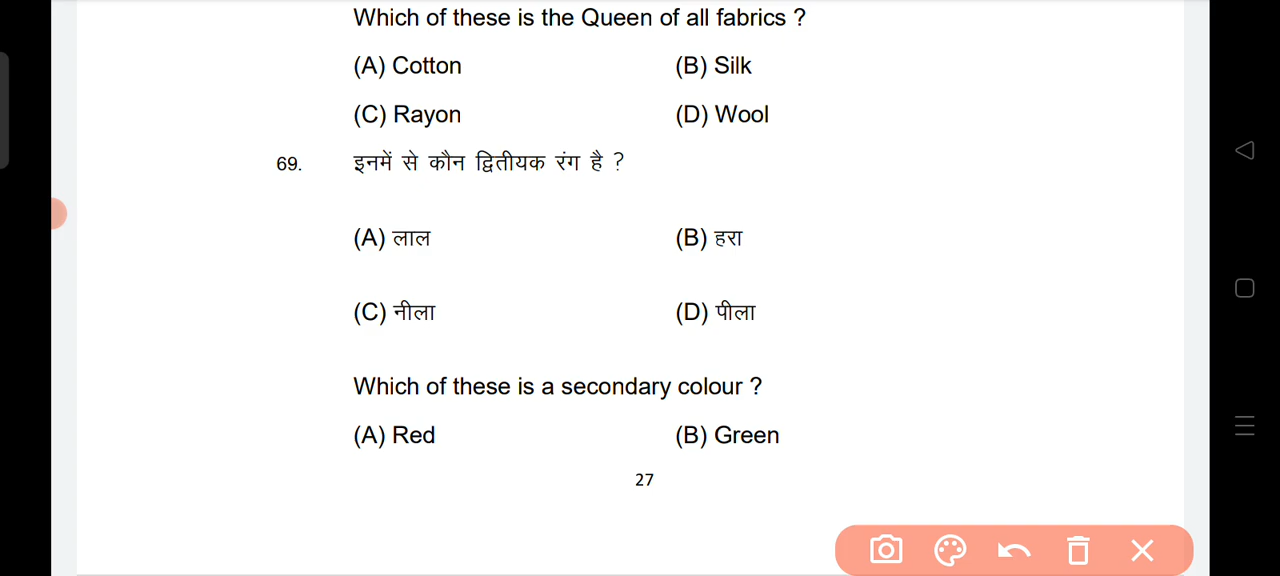 Which of these is the Queen of all fabrics ?
(A) Cotton (B) Silk
(C) Rayon (D) Wool
69. इनमें से कौन द्वितीयक रंग है ?
(A) लाल (B) हरा
(C) नीला (D) पीला
Which of these is a secondary colour ?
(A) Red (B) Green
27